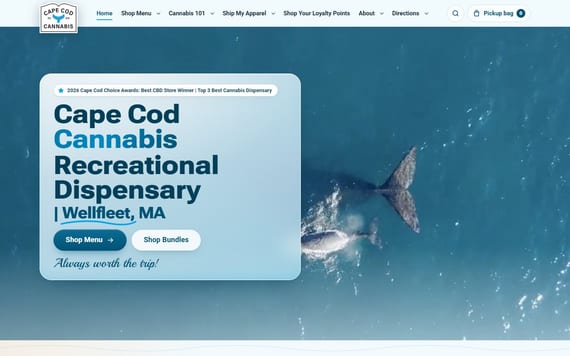 CAPE COD
CANNABIS
Home
Shop Menu
Cannabis 101
Ship My Apparel
Shop Your Loyalty Points
About
Directions
Pickup bag 0
2026 Cape Cod Choice Awards: Best CBD Store Winner | Top 3 Best Cannabis Dispensary
Cape Cod
Cannabis
Recreational
Dispensary
| Wellfleet, MA
Shop Menu →
Shop Bundles
Always worth the trip!